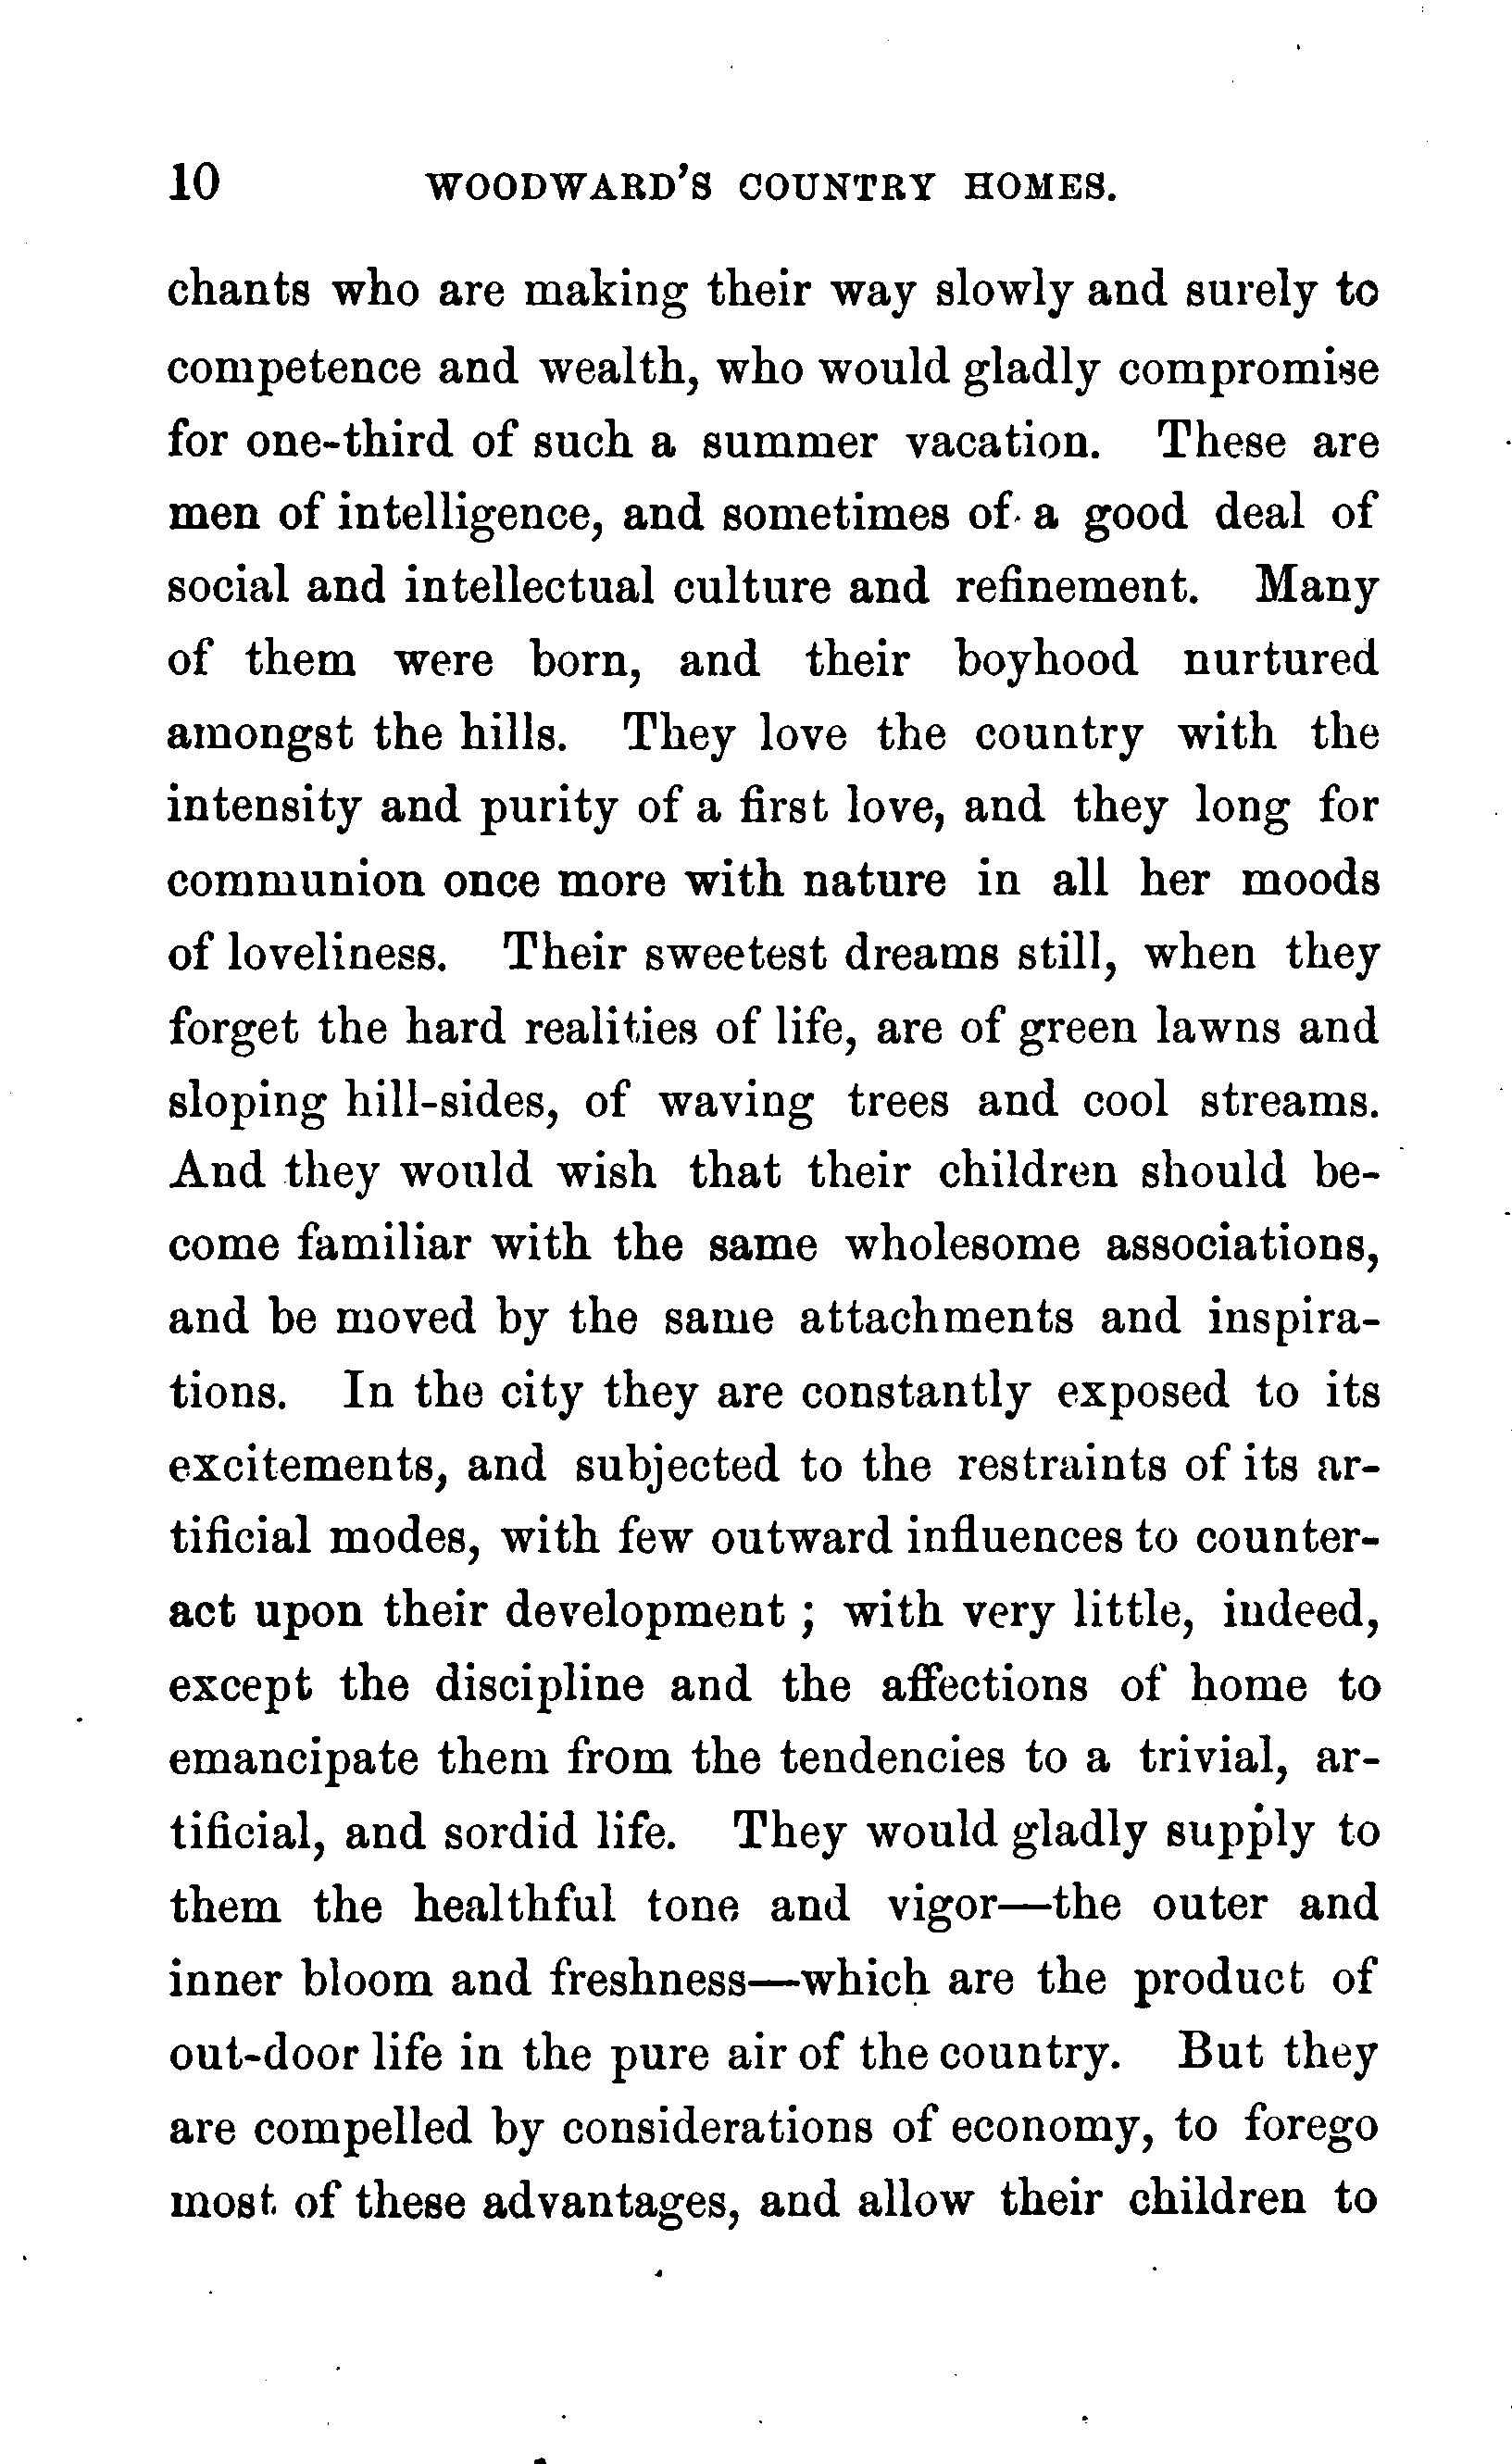 10 WOODWARD'S COUNTRY HOMES.
chants who are making their way slowly and surely to
competence and wealth, who would gladly compromise
for one-third of such a summer vacation. These are
men of intelligence, and sometimes of a good deal of
social and intellectual culture and refinement. Many
of them were born, and their boyhood nurtured
amongst the hills. They love the country with the
intensity and purity of a first love, and they long for
communion once more with nature in all her moods
of loveliness. Their sweetest dreams still, when they
forget the hard realities of life, are of green lawns and
sloping hill-sides, of waving trees and cool streams.
And they would wish that their children should be-
come familiar with the same wholesome associations,
and be moved by the same attachments and inspira-
tions. In the city they are constantly exposed to its
excitements, and subjected to the restraints of its ar-
tificial modes, with few outward influences to counter-
act upon their development ; with very little, indeed,
except the discipline and the affections of home to
emancipate them from the tendencies to a trivial, ar-
tificial, and sordid life. They would gladly supply to
them the healthful tone and vigor—the outer and
inner bloom and freshness—which are the product of
out-door life in the pure air of the country. But they
are compelled by considerations of economy, to forego
most of these advantages, and allow their children to